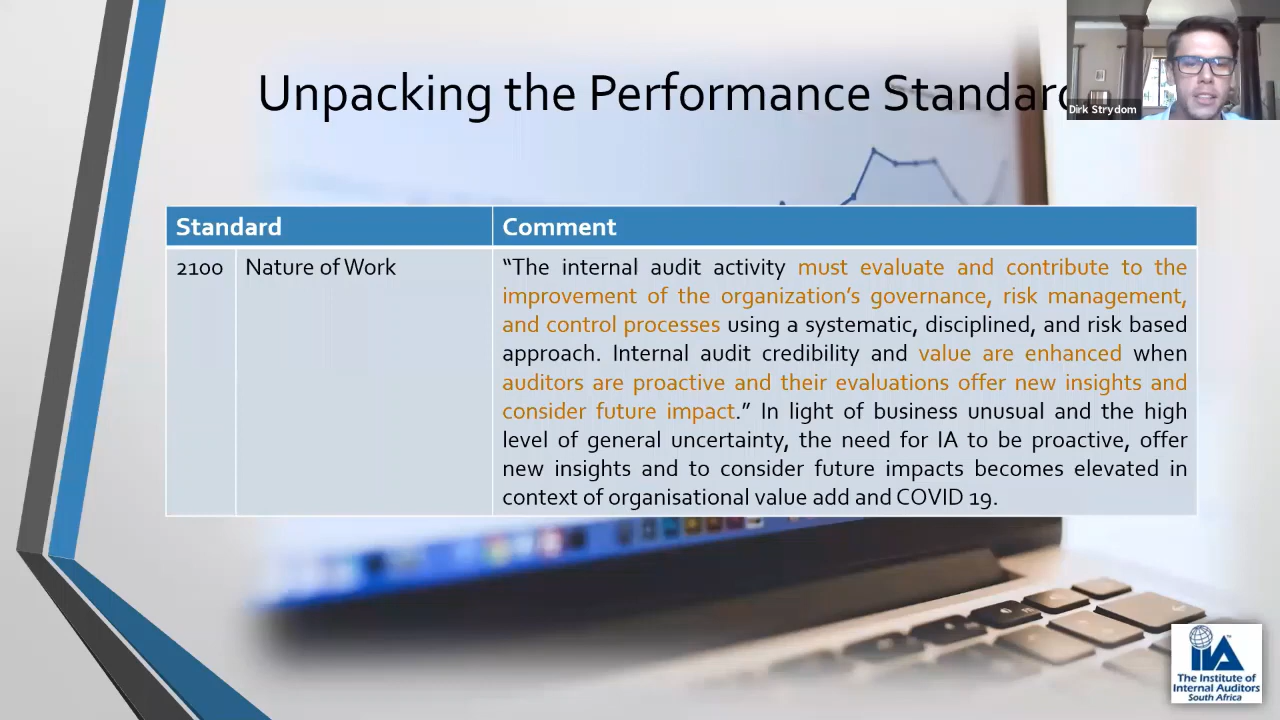 Unpacking the Performance Standard
Dirk Strydom
Standard
Comment
2100
Nature of Work
“The internal audit activity must evaluate and contribute to the
improvement of the organization’s governance, risk management,
and control processes using a systematic, disciplined, and risk based
approach. Internal audit credibility and value are enhanced when
auditors are proactive and their evaluations offer new insights and
consider future impact.” In light of business unusual and the high
level of general uncertainty, the need for IA to be proactive, offer
new insights and to consider future impacts becomes elevated in
context of organisational value add and COVID 19.
IIA
The Institute of
Internal Auditors
South Africa